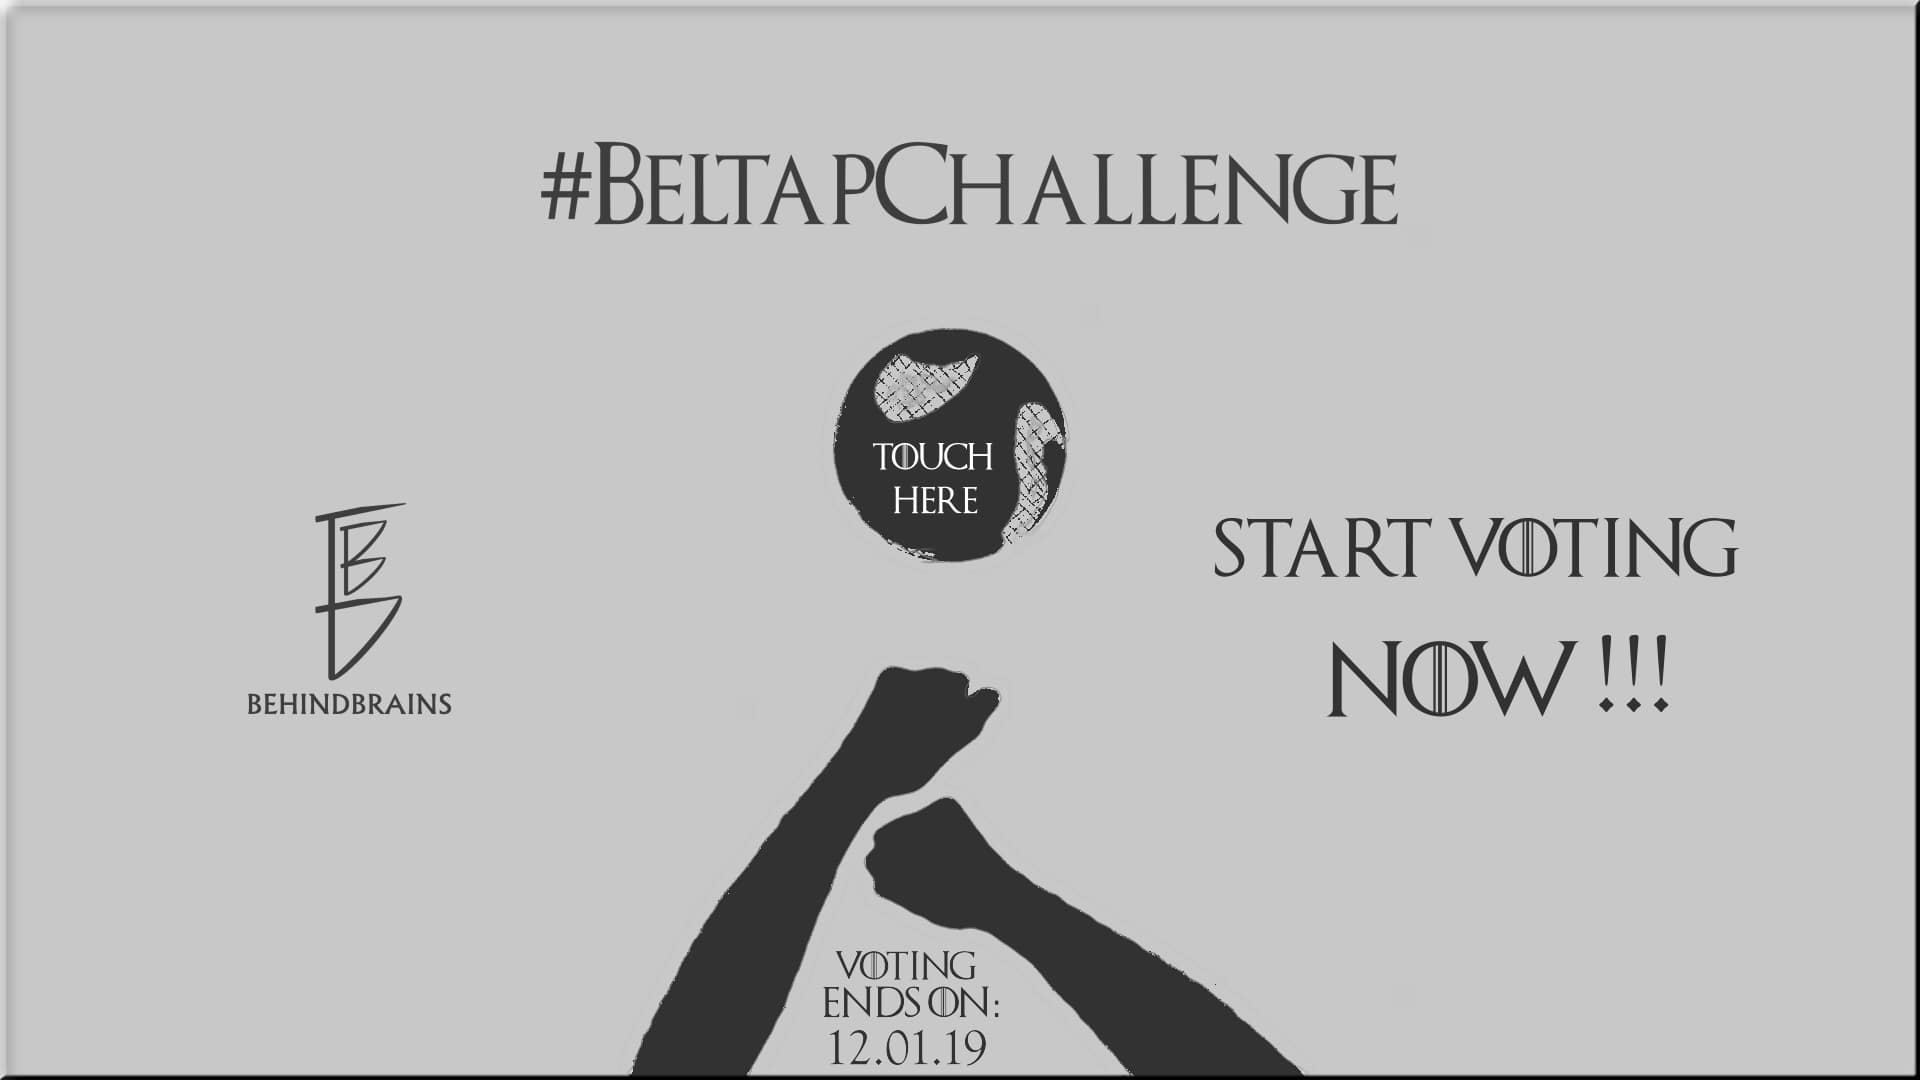 #BeltapChallenge
TOUCH
HERE
BEHINDBRAINS
START VOTING
NOW !!!
VOTING
ENDS ON:
12.01.19